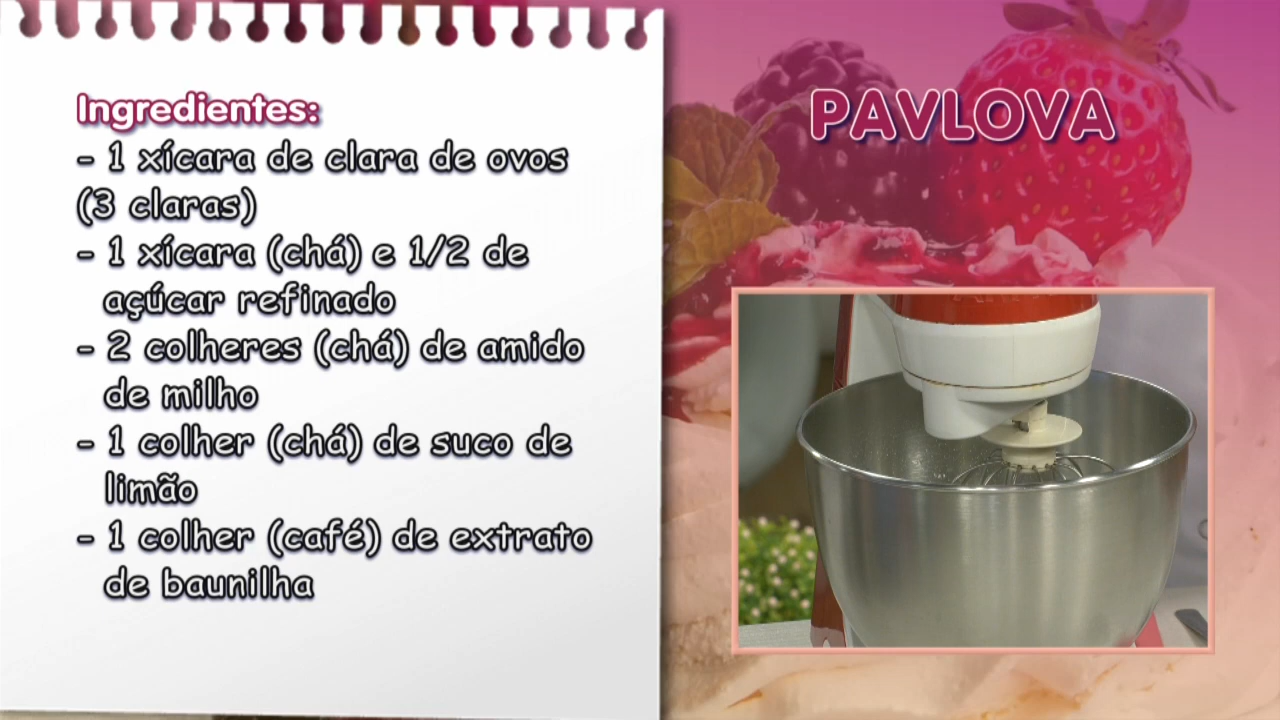 Ingredientes:
- 1 xícara de clara de ovos
(3 claras)
- 1 xícara (chá) e 1/2 de
açúcar refinado
- 2 colheres (chá) de amido
de milho
- 1 colher (chá) de suco de
limão
- 1 colher (café) de extrato
de baunilha
PAVLOVA